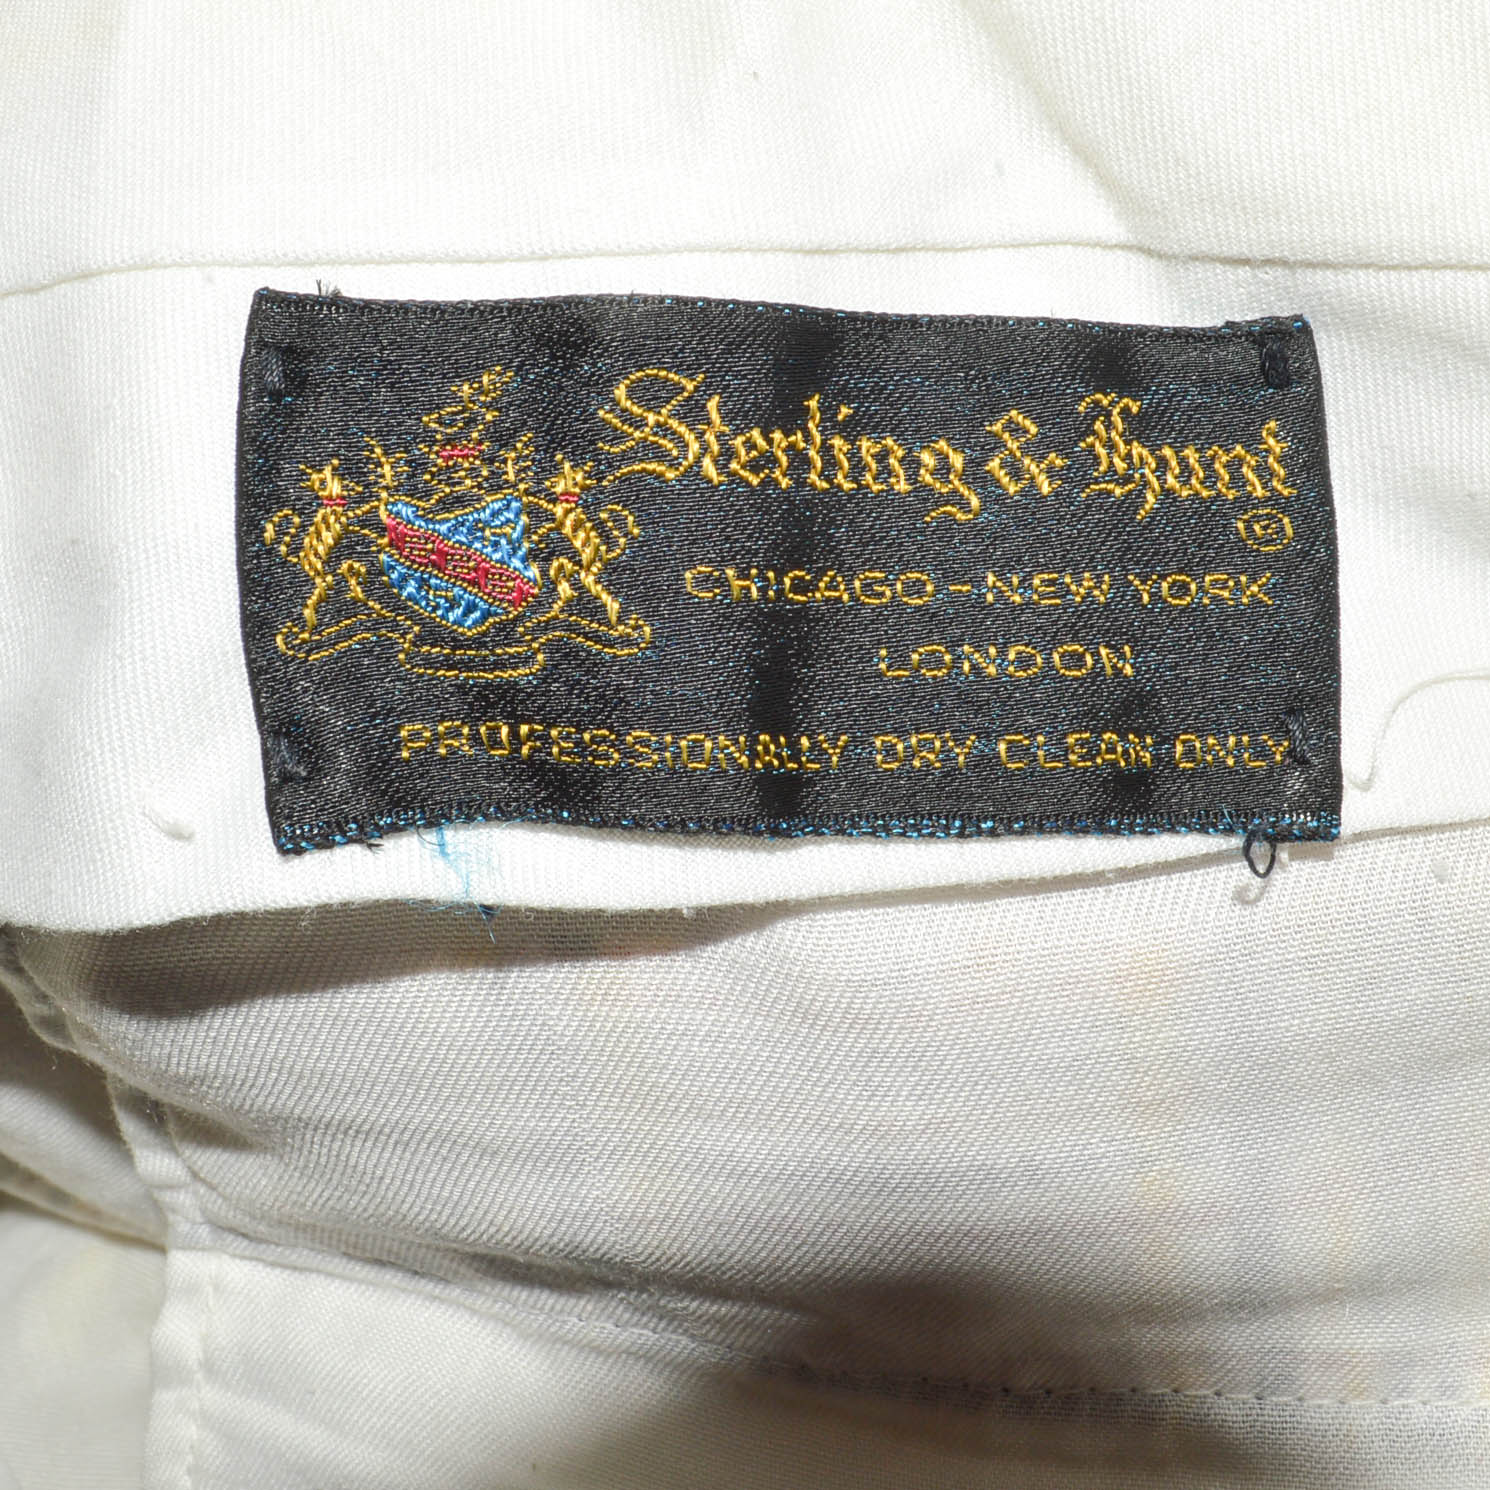 Sterling & Hunt
®
CHICAGO - NEW YORK
LONDON
PROFESSIONALLY DRY CLEAN ONLY